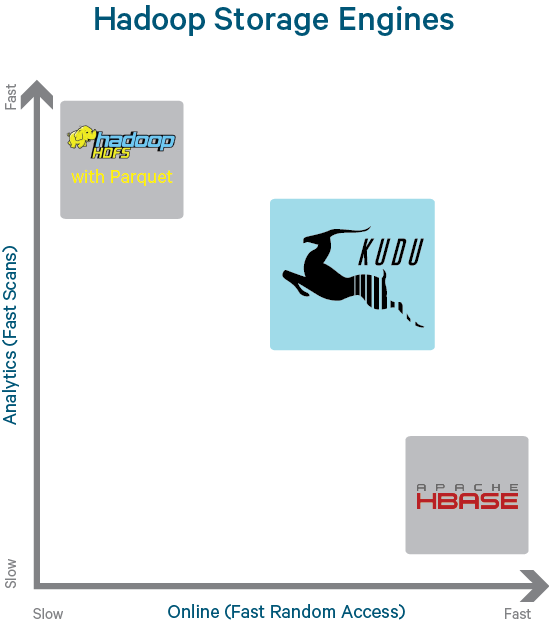 Hadoop Storage Engines
Fast
hadoop
HDFS
with Parquet
KUDU
Analytics (Fast Scans)
APACHE
HBASE
Slow
Slow
Online (Fast Random Access)
Fast